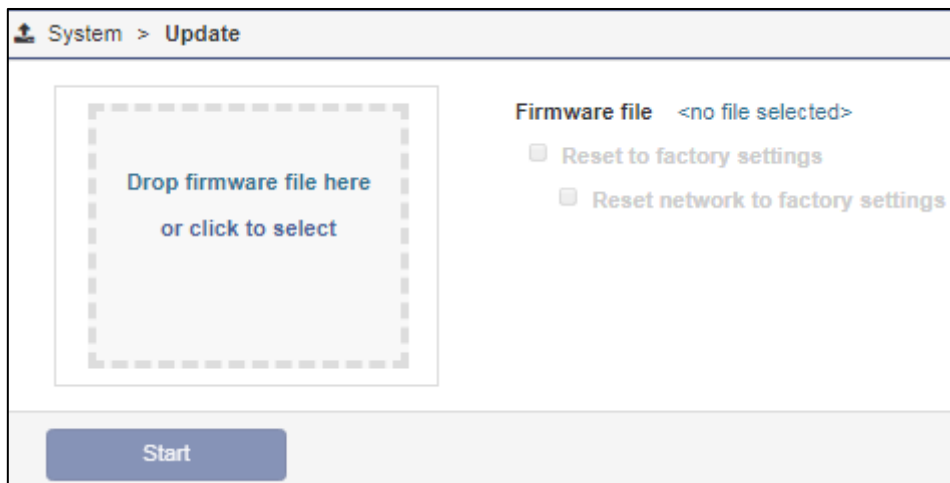 System > Update
Drop firmware file here
or click to select
Firmware file <no file selected>
Reset to factory settings
Reset network to factory settings
Start